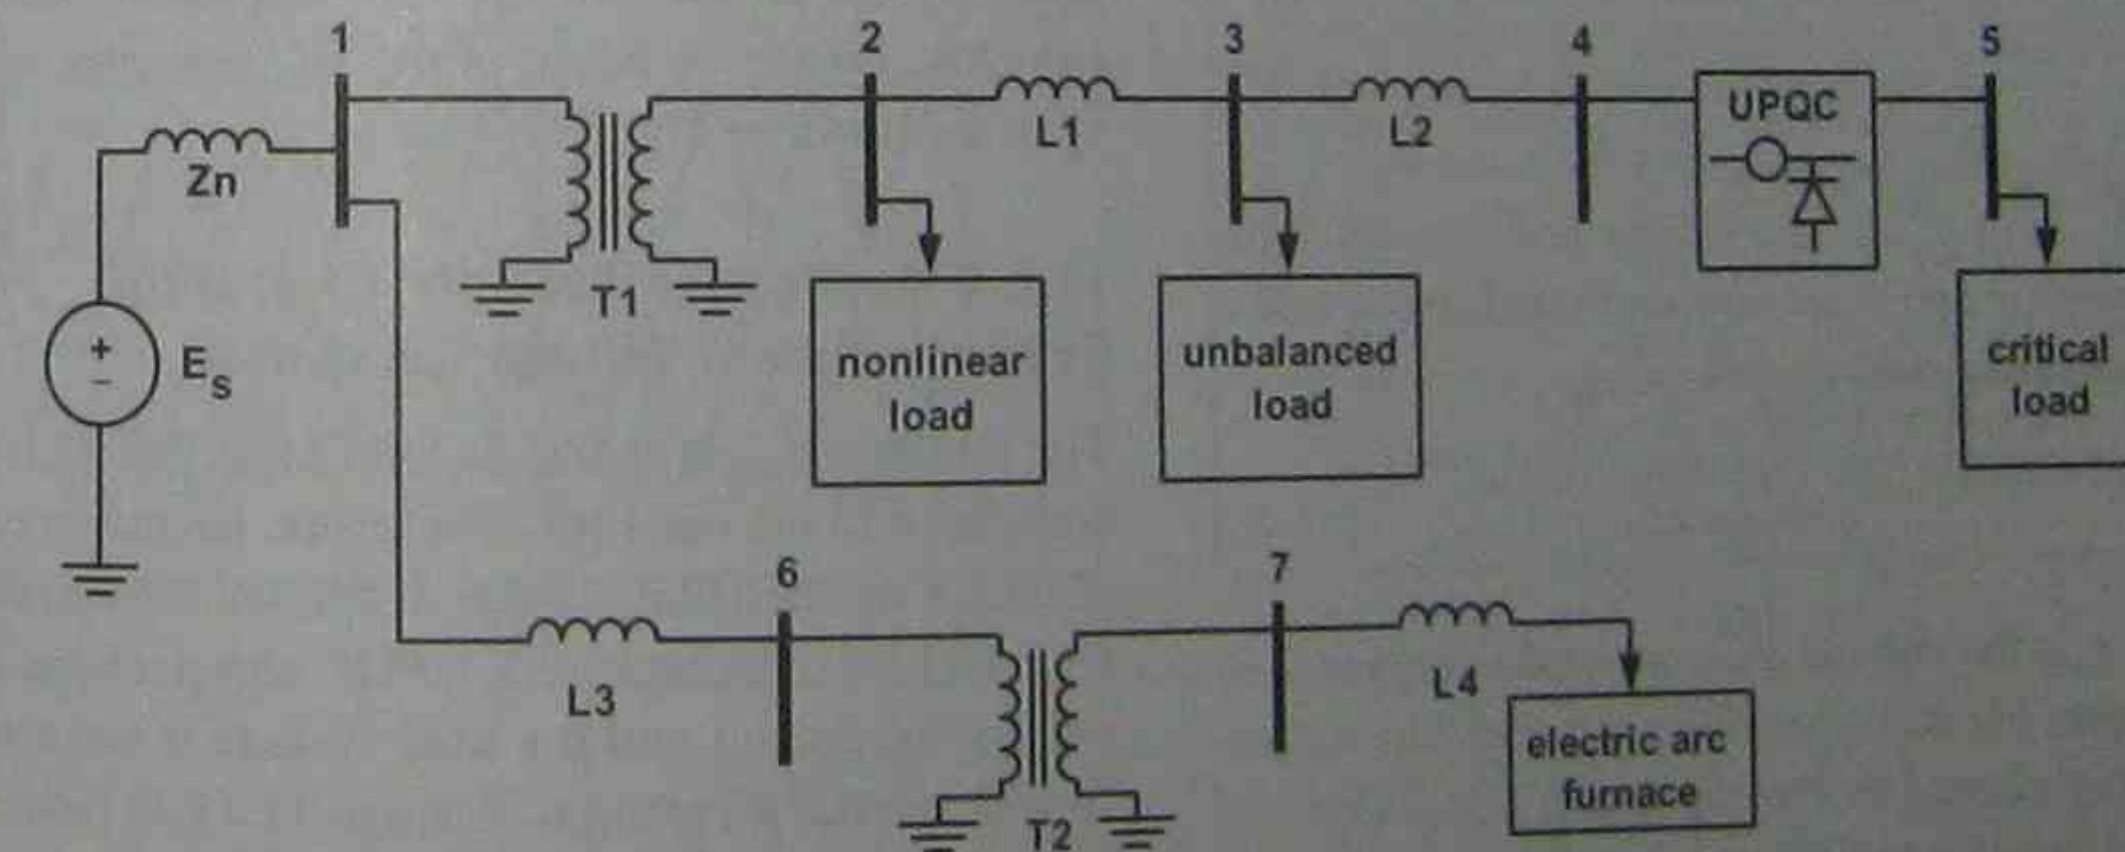 1
2
3
4
5
Zn
L1
L2
UPQC
T1
E_S
+
−
nonlinear
load
unbalanced
load
critical
load
6
7
L3
L4
T2
electric arc
furnace